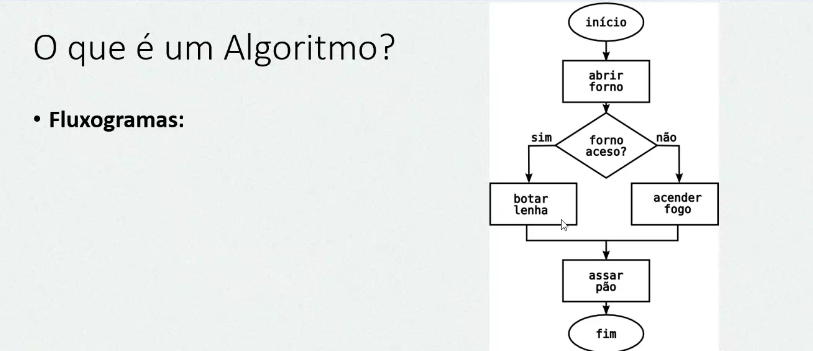 O que é um Algoritmo?
• Fluxogramas:
início
abrir
forno
sim
forno
aceso?
não
botar
lenha
acender
fogo
assar
pão
fim